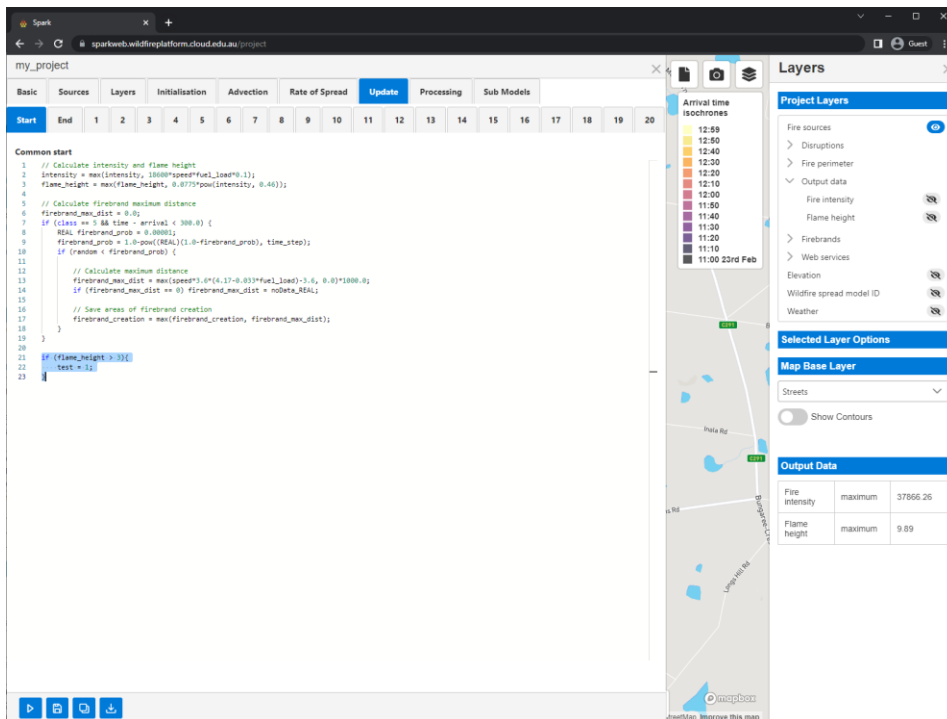 Spark
sparkweb.wildfireplatform.cloud.edu.au/project
Guest
my_project
Basic Sources Layers Initialisation Advection Rate of Spread Update Processing Sub Models
Start End 1 2 3 4 5 6 7 8 9 10 11 12 13 14 15 16 17 18 19 20
Common start
1 // Calculate intensity and flame height
2 intensity = max(intensity, 18600*speed*fuel_load*0.1);
3 flame_height = max(flame_height, 0.0775*pow(intensity, 0.46));
4
5 // Calculate firebrand maximum distance
6 firebrand_max_dist = 0.0;
7 if (class == 5 && time - arrival < 300.0) {
8 REAL firebrand_prob = 0.00001;
9 firebrand_prob = 1.0-pow((REAL)(1.0-firebrand_prob), time_step);
10 if (random < firebrand_prob) {
11
12 // Calculate maximum distance
13 firebrand_max_dist = max(speed*3.6*(4.17-0.033*fuel_load)-3.6, 0.0)*1000.0;
14 if (firebrand_max_dist == 0) firebrand_max_dist = noData_REAL;
15
16 // Save areas of firebrand creation
17 firebrand_creation = max(firebrand_creation, firebrand_max_dist);
18 }
19 }
20
21 if (flame_height > 3){
22 test = 1;
23 }
Arrival time
isochrones
12:59
12:50
12:40
12:30
12:20
12:10
12:00
11:50
11:40
11:30
11:20
11:10
11:00 23rd Feb
C291
Inala Rd
C291
Rd
Longs Hill Rd
mapbox
Improve this map
Layers
Project Layers
Fire sources
Disruptions
Fire perimeter
Output data
Fire intensity
Flame height
Firebrands
Web services
Elevation
Wildfire spread model ID
Weather
Selected Layer Options
Map Base Layer
Streets
Show Contours
Output Data
Fire intensity maximum 37866.26
Flame height maximum 9.89